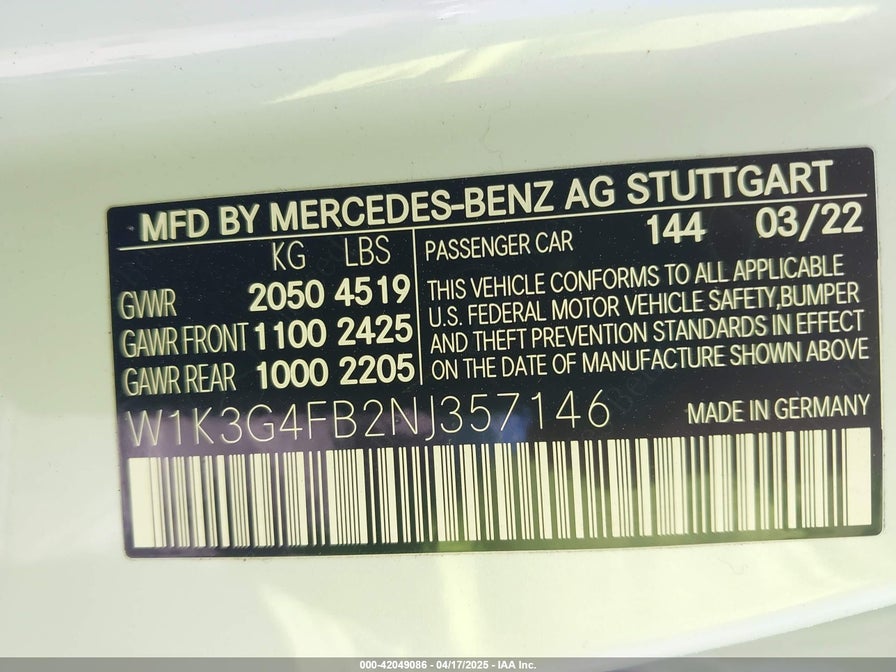 MFD BY MERCEDES-BENZ AG STUTTGART
KG LBS
GVWR 2050 4519
GAWR FRONT 1100 2425
GAWR REAR 1000 2205
PASSENGER CAR 144 03/22
THIS VEHICLE CONFORMS TO ALL APPLICABLE
U.S. FEDERAL MOTOR VEHICLE SAFETY,BUMPER
AND THEFT PREVENTION STANDARDS IN EFFECT
ON THE DATE OF MANUFACTURE SHOWN ABOVE
W1K3G4FB2NJ357146 MADE IN GERMANY
000-42049086 - 04/17/2025 - IAA Inc.